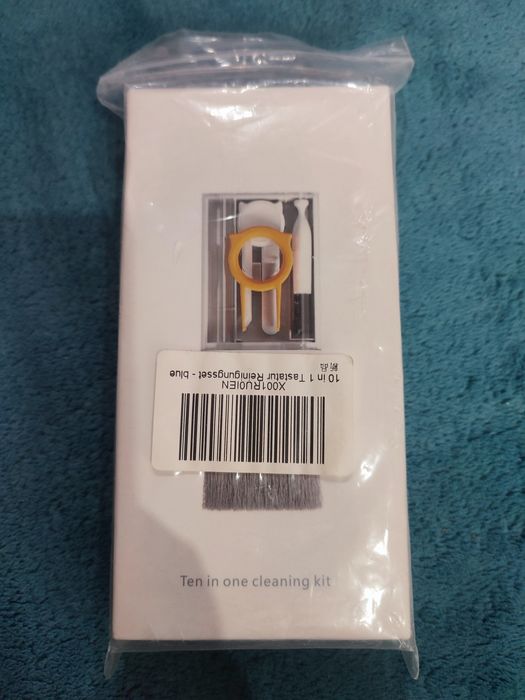 X001RU0IEN
10 in 1 Tastatur Reinigungsset - blue
新品
Ten in one cleaning kit